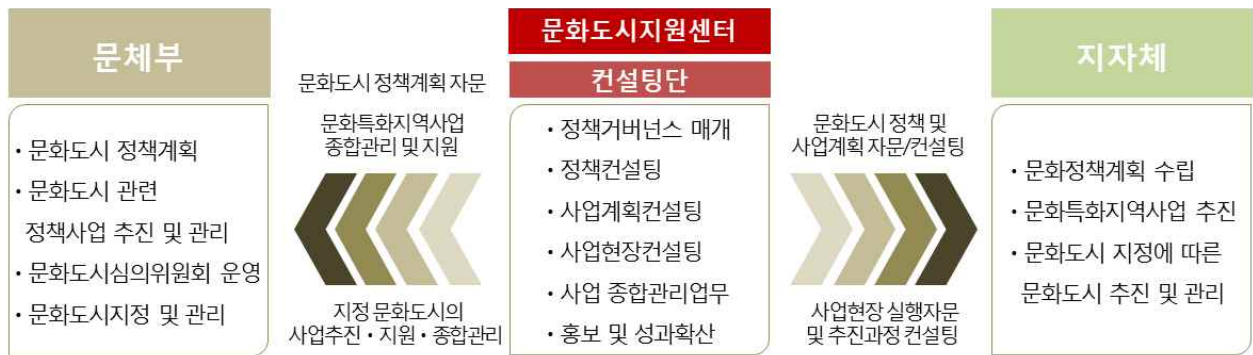 문체부
• 문화도시 정책계획
• 문화도시 관련
정책사업 추진 및 관리
• 문화도시심의위원회 운영
• 문화도시지정 및 관리
문화도시 정책계획 자문
문화특화지역사업
종합관리 및 지원
지정 문화도시의
사업추진・지원・종합관리
문화도시지원센터
컨설팅단
• 정책거버넌스 매개
• 정책컨설팅
• 사업계획컨설팅
• 사업현장컨설팅
• 사업 종합관리업무
• 홍보 및 성과확산
문화도시 정책 및
사업계획 자문/컨설팅
사업현장 실행자문
및 추진과정 컨설팅
지자체
• 문화정책계획 수립
• 문화특화지역사업 추진
• 문화도시 지정에 따른
문화도시 추진 및 관리